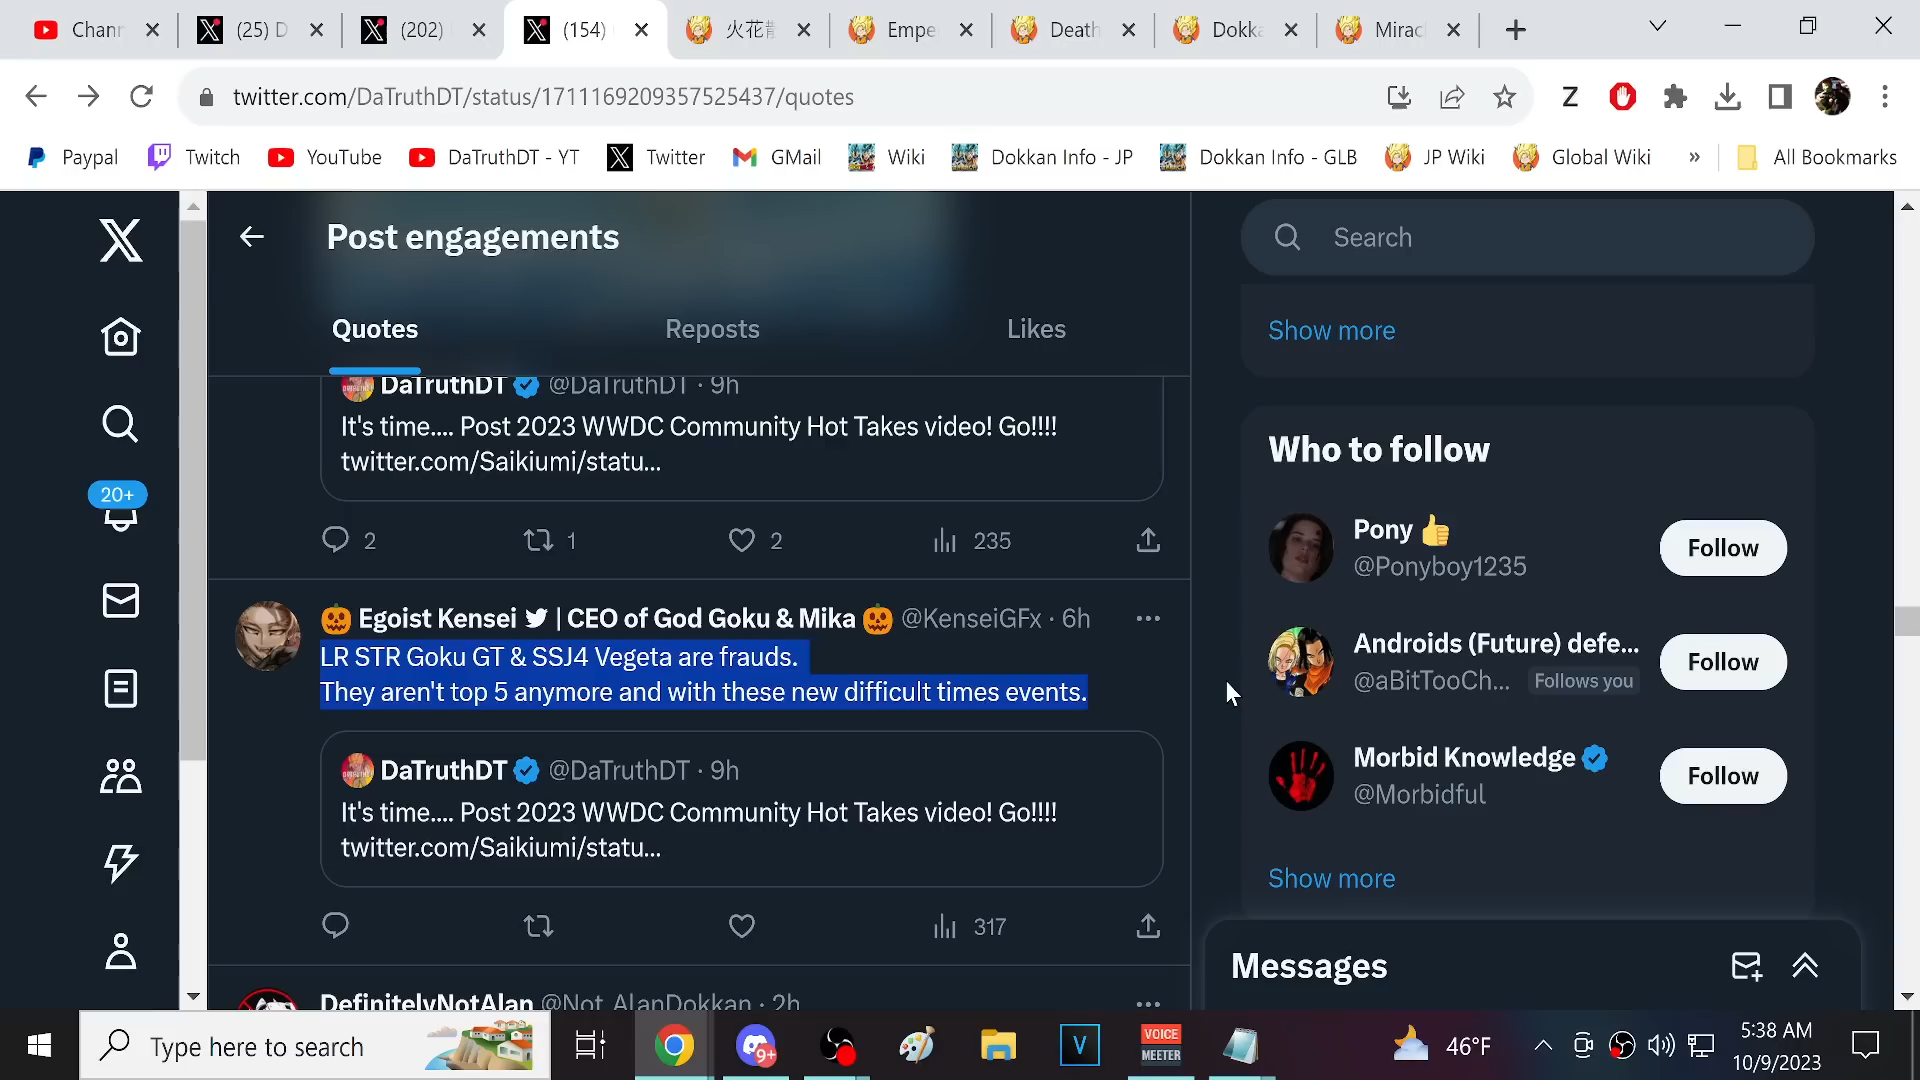 Chann
(25) D
(202)
(154)
火花散
Empe
Death
Dokka
Mirac
twitter.com/DaTruthDT/status/1711169209357525437/quotes
Z
Paypal
Twitch
YouTube
DaTruthDT - YT
Twitter
GMail
Wiki
Dokkan Info - JP
Dokkan Info - GLB
JP Wiki
Global Wiki
»
All Bookmarks
20+
Post engagements
Quotes
Reposts
Likes
DaTruthDT @DaTruthDT · 9h
It's time.... Post 2023 WWDC Community Hot Takes video! Go!!!!
twitter.com/Saikiumi/statu...
2
1
2
235
Egoist Kensei | CEO of God Goku & Mika @KenseiGFx · 6h
LR STR Goku GT & SSJ4 Vegeta are frauds.
They aren't top 5 anymore and with these new difficult times events.
DaTruthDT @DaTruthDT · 9h
It's time.... Post 2023 WWDC Community Hot Takes video! Go!!!!
twitter.com/Saikiumi/statu...
317
DefinitelyNotAlan @Not_AlanDokkan · 2h
Search
Show more
Who to follow
Pony
@Ponyboy1235
Follow
Androids (Future) defe...
@aBitTooCh...
Follows you
Follow
Morbid Knowledge
@Morbidful
Follow
Show more
Messages
Type here to search
9+
V
VOICE
MEETER
46°F
5:38 AM
10/9/2023